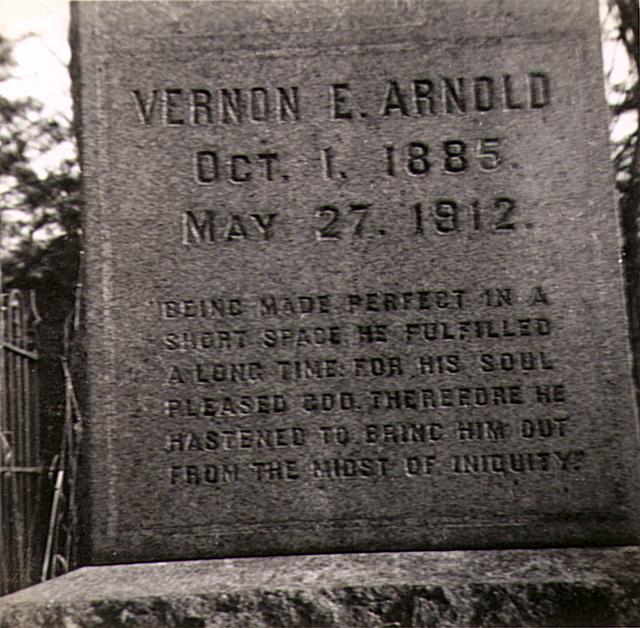 VERNON E. ARNOLD
OCT. 1. 1885.
MAY 27. 1912.
"BEING MADE PERFECT IN A
SHORT SPACE HE FULFILLED
A LONG TIME: FOR HIS SOUL
PLEASED GOD. THEREFORE HE
HASTENED TO BRING HIM OUT
FROM THE MIDST OF INIQUITY."